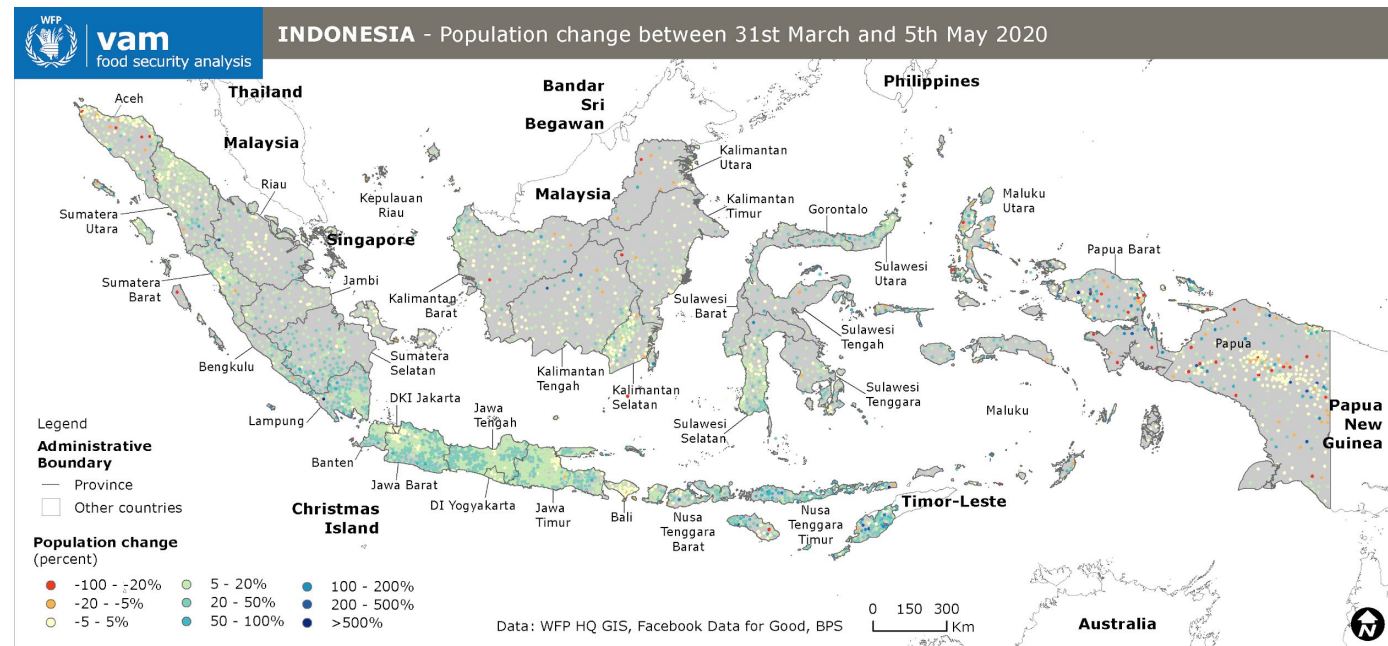 WFP
vam
food security analysis
INDONESIA - Population change between 31st March and 5th May 2020
Philippines
Thailand
Bandar
Sri
Begawan
Aceh
Malaysia
Kalimantan
Utara
Riau
Kepulauan
Riau
Malaysia
Kalimantan
Timur
Gorontalo
Maluku
Utara
Sumatera
Utara
Singapore
Papua Barat
Sumatera
Barat
Jambi
Kalimantan
Barat
Sulawesi
Barat
Sulawesi
Utara
Sulawesi
Tengah
Papua
Bengkulu
Sumatera
Selatan
Kalimantan
Tengah
Kalimantan
Selatan
Sulawesi
Tenggara
Lampung
DKI Jakarta
Jawa
Tengah
Sulawesi
Selatan
Maluku
Papua
New
Guinea
Banten
Jawa Barat
DI Yogyakarta
Jawa
Timur
Bali
Nusa
Tenggara
Barat
Nusa
Tenggara
Timur
Timor-Leste
Christmas
Island
Australia
Legend
Administrative
Boundary
Province
Other countries
Population change
(percent)
-100 - -20%
-20 - -5%
-5 - 5%
5 - 20%
20 - 50%
50 - 100%
100 - 200%
200 - 500%
>500%
Data: WFP HQ GIS, Facebook Data for Good, BPS
0 150 300
Km
N